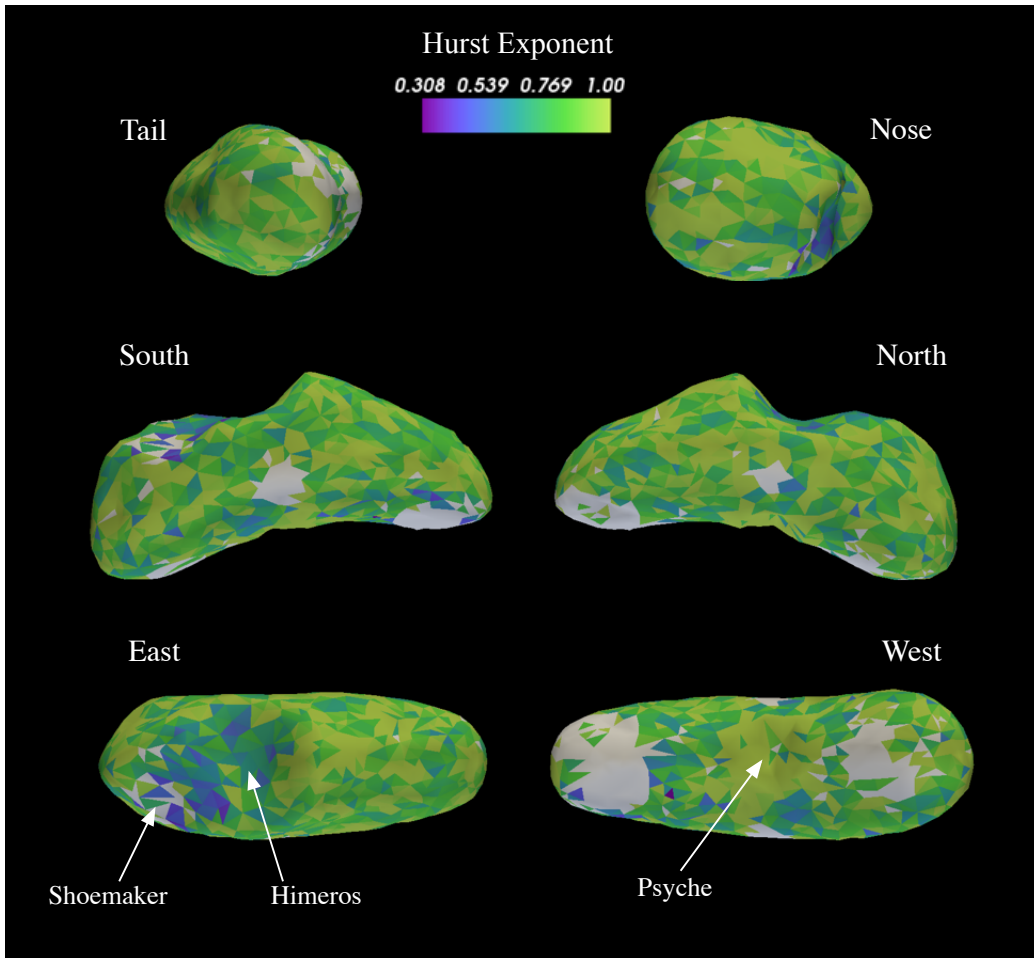 Hurst Exponent
0.308 0.539 0.769 1.00
Tail
Nose
South
North
East
West
Shoemaker
Himeros
Psyche